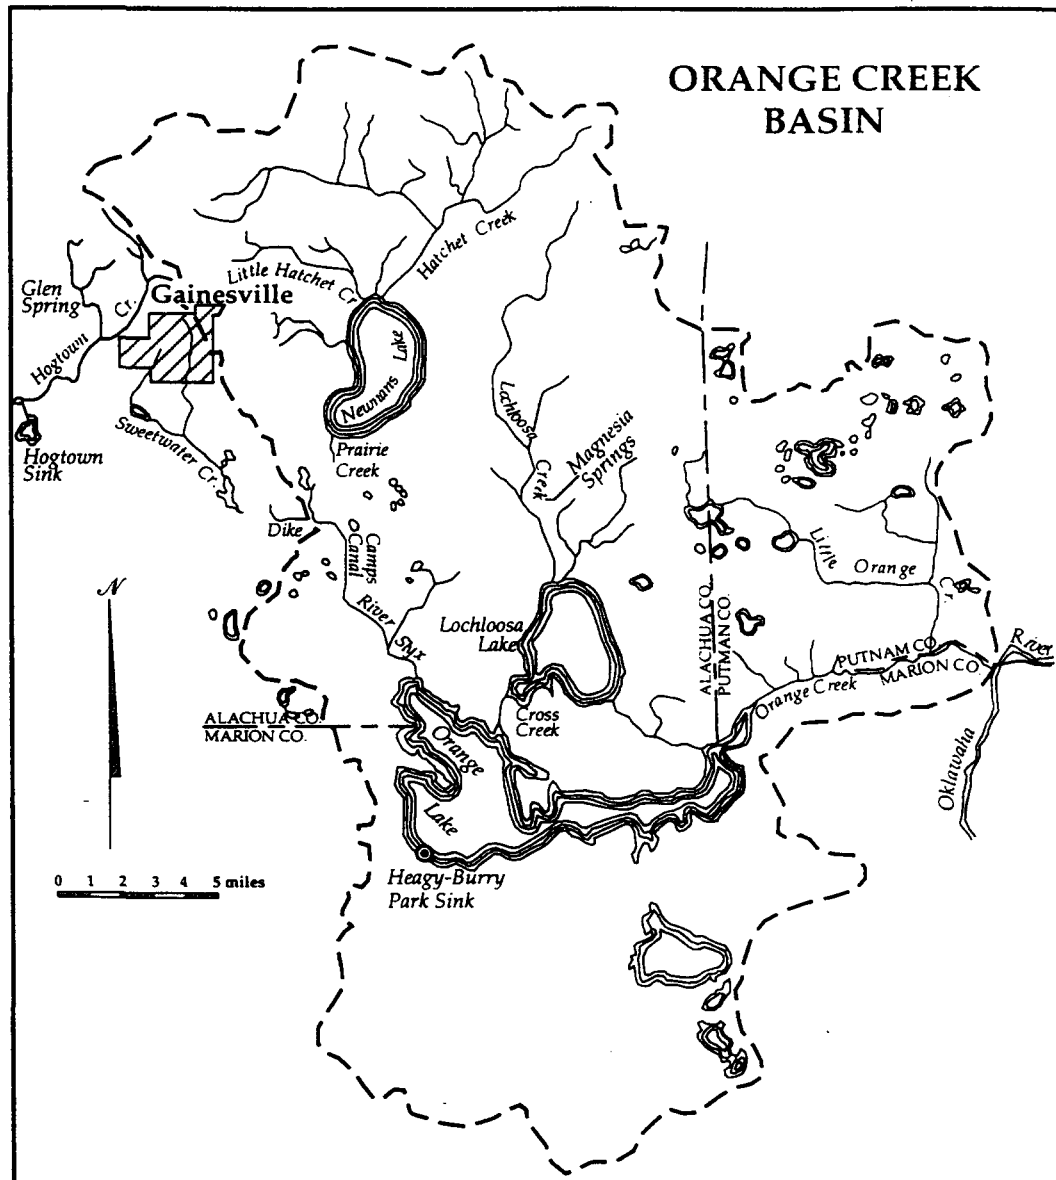 ORANGE CREEK
BASIN
Hatchet Creek
Little Hatchet Cr.
Glen
Spring
Cr.
Gainesville
Hogtown
Newnans Lake
Lochloosa
Creek
Magnesia
Springs
Hogtown
Sink
Sweetwater Cr.
Prairie
Creek
Dike
Camps
Canal
River
Styx
Little
Orange
Cr.
Lochloosa
Lake
ALACHUA CO.
PUTMAN CO.
PUTNAM CO.
MARION CO.
River
Orange Creek
Cross
Creek
ALACHUA CO.
MARION CO.
Orange
Lake
Oklawaha
N
0 1 2 3 4 5 miles
Heagy-Burry
Park Sink